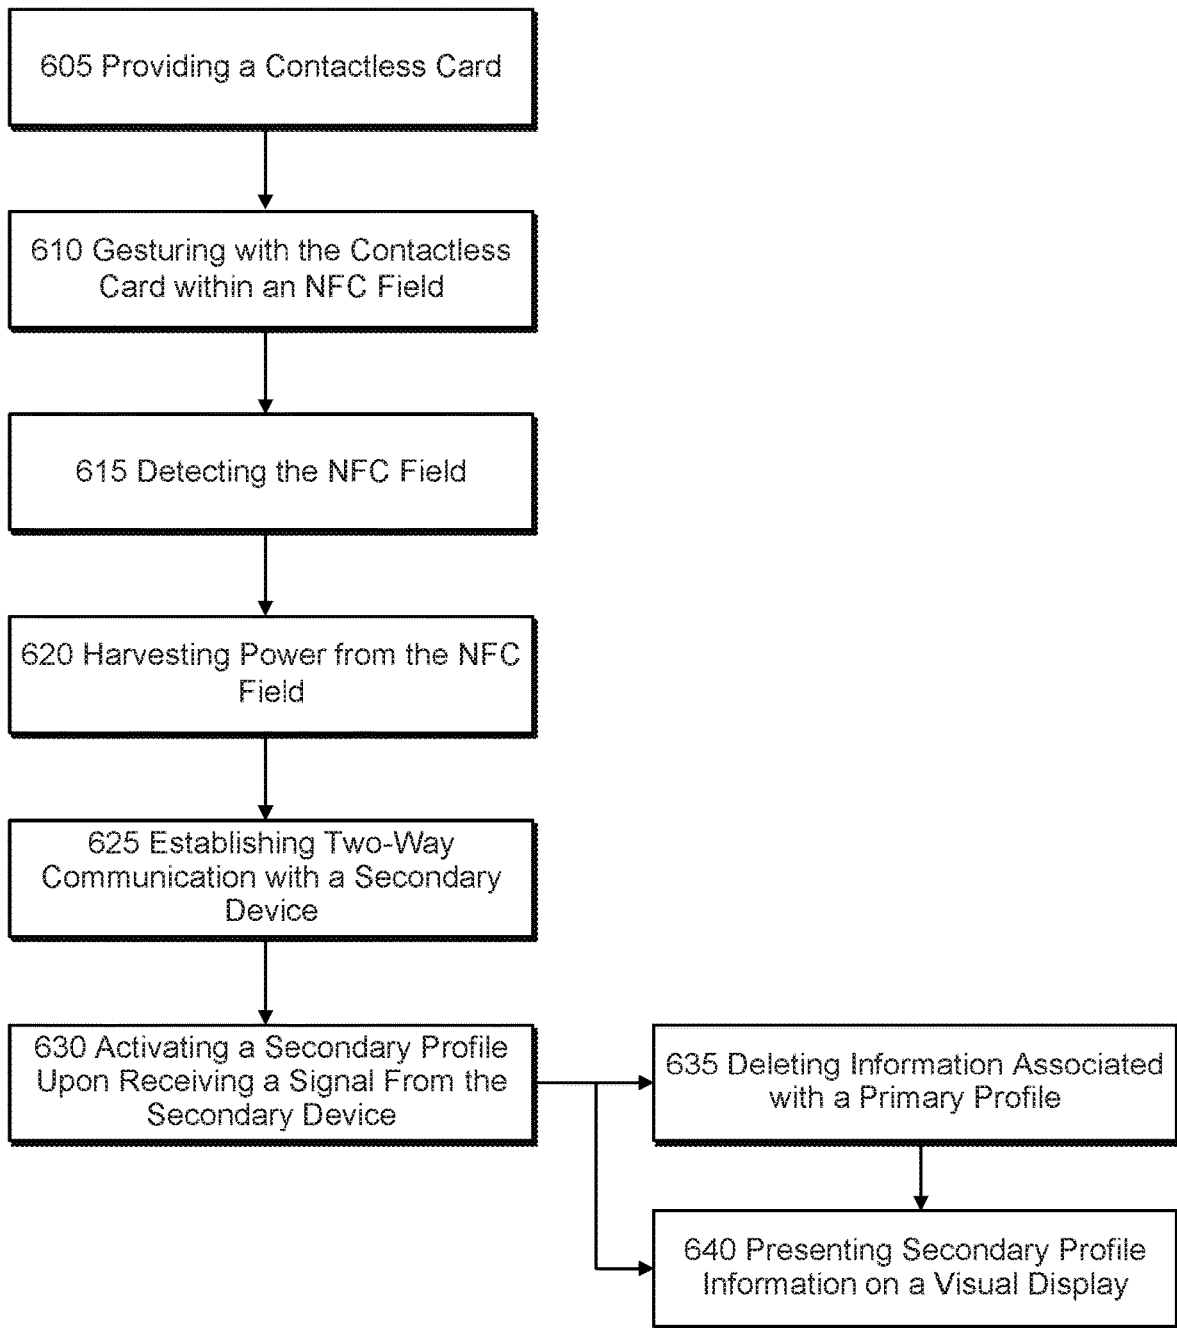 605 Providing a Contactless Card
610 Gesturing with the Contactless
Card within an NFC Field
615 Detecting the NFC Field
620 Harvesting Power from the NFC
Field
625 Establishing Two-Way
Communication with a Secondary
Device
630 Activating a Secondary Profile
Upon Receiving a Signal From the
Secondary Device
635 Deleting Information Associated
with a Primary Profile
640 Presenting Secondary Profile
Information on a Visual Display